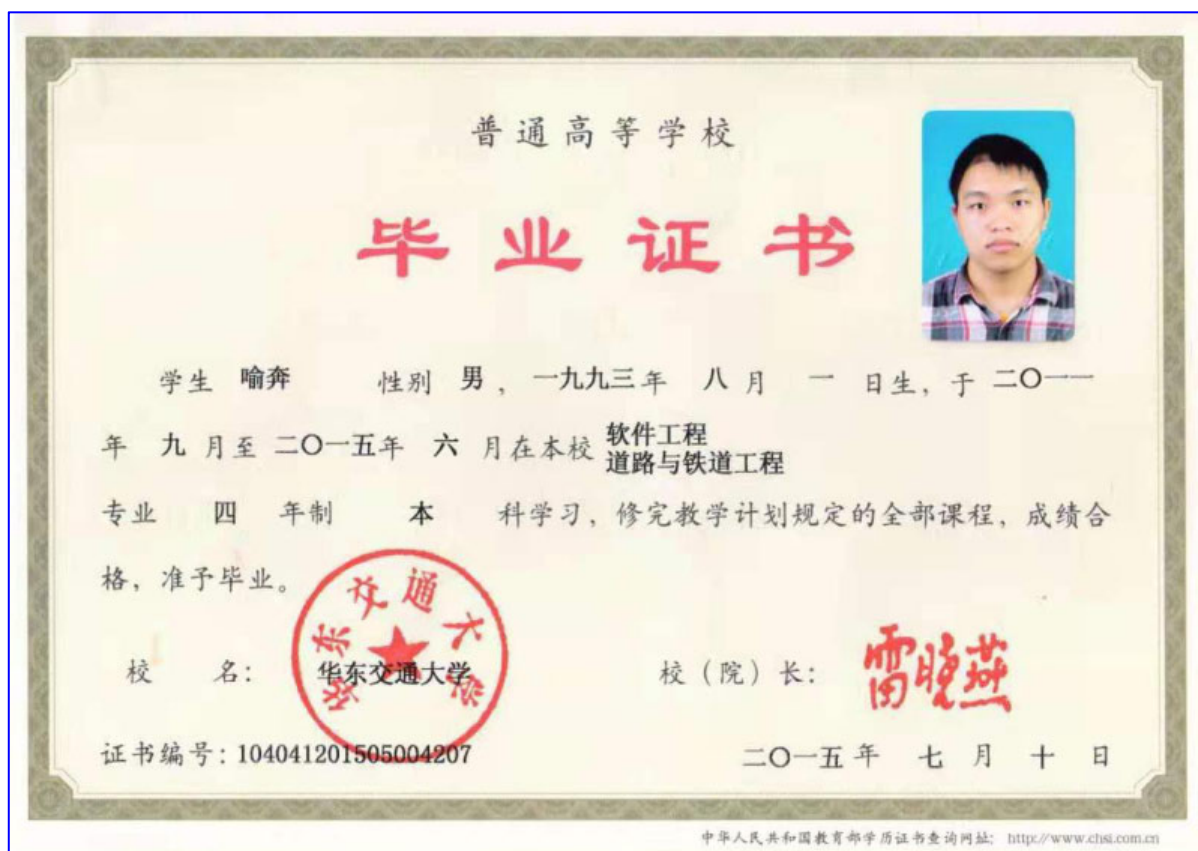 普通高等学校
毕业证书
学生 喻奔 性别 男 ，一九九三年 八 月 一 日生，于 二〇一一
年 九 月至 二〇一五年 六 月在本校 软件工程
道路与铁道工程
专业 四 年制 本 科学习，修完教学计划规定的全部课程，成绩合
格，准予毕业。
华东交通大学
校 名： 华东交通大学 校（院）长： 雷晓燕
证书编号：104041201505004207 二〇一五年 七 月 十 日
中华人民共和国教育部学历证书查询网址： http://www.chsi.com.cn